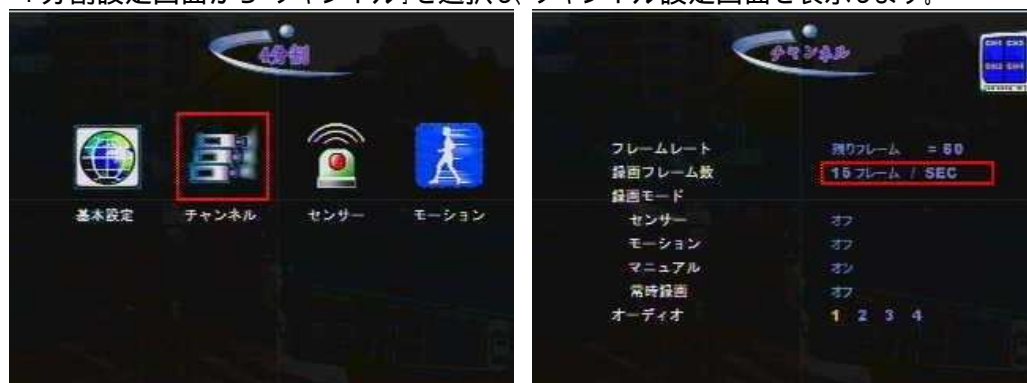 4分割設定画面から「チャンネル」を選択し、チャンネル設定画面を表示します。
4分割
基本設定 チャンネル センサー モーション
チャンネル
CH1 CH3
CH2 CH4
フレームレート 残りフレーム = 60
録画フレーム数 15 フレーム / SEC
録画モード
センサー オフ
モーション オフ
マニュアル オン
常時録画 オフ
オーディオ 1 2 3 4